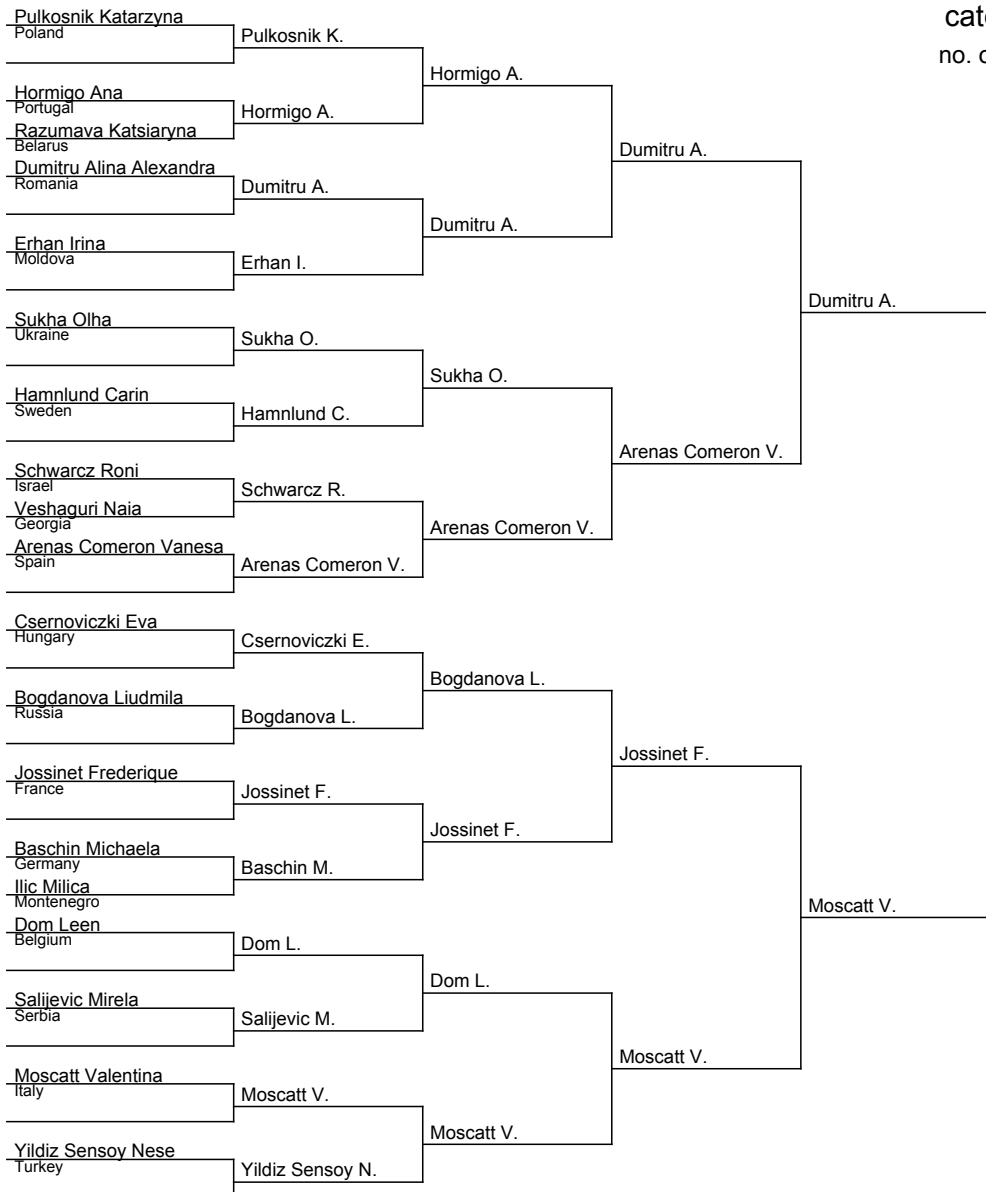 Pulkosnik Katarzyna
Poland
Hormigo Ana
Portugal
Razumava Katsiaryna
Belarus
Dumitru Alina Alexandra
Romania
Erhan Irina
Moldova
Sukha Olha
Ukraine
Hamnlund Carin
Sweden
Schwarcz Roni
Israel
Veshaguri Naia
Georgia
Arenas Comeron Vanesa
Spain
Csernoviczki Eva
Hungary
Bogdanova Liudmila
Russia
Jossinet Frederique
France
Baschin Michaela
Germany
Ilic Milica
Montenegro
Dom Leen
Belgium
Salijevic Mirela
Serbia
Moscatt Valentina
Italy
Yildiz Sensoy Nese
Turkey
Pulkosnik K.
Hormigo A.
Dumitru A.
Erhan I.
Sukha O.
Hamnlund C.
Schwarcz R.
Arenas Comeron V.
Csernoviczki E.
Bogdanova L.
Jossinet F.
Baschin M.
Dom L.
Salijevic M.
Moscatt V.
Yildiz Sensoy N.
Hormigo A.
Dumitru A.
Sukha O.
Arenas Comeron V.
Bogdanova L.
Jossinet F.
Dom L.
Moscatt V.
Dumitru A.
Arenas Comeron V.
Jossinet F.
Moscatt V.
Dumitru A.
Moscatt V.
no.